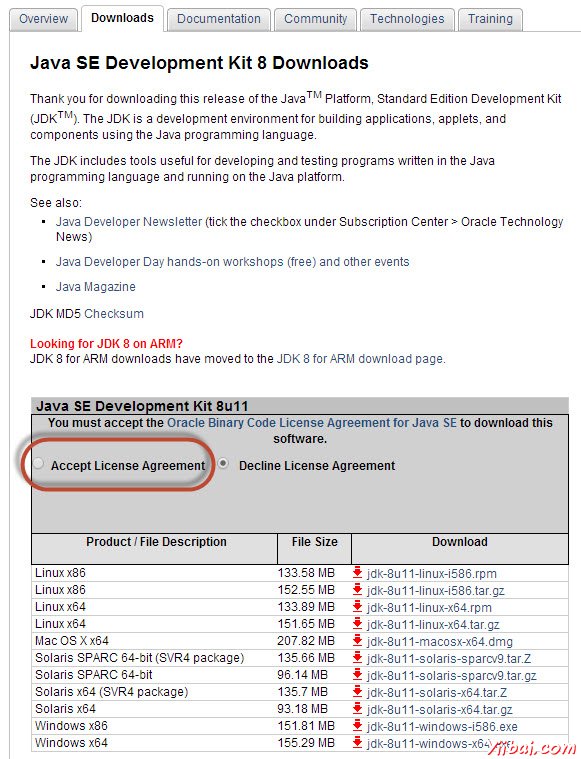 Overview
Downloads
Documentation
Community
Technologies
Training
Java SE Development Kit 8 Downloads
Thank you for downloading this release of the Java™ Platform, Standard Edition Development Kit
(JDK™). The JDK is a development environment for building applications, applets, and
components using the Java programming language.
The JDK includes tools useful for developing and testing programs written in the Java
programming language and running on the Java platform.
See also:
Java Developer Newsletter (tick the checkbox under Subscription Center > Oracle Technology
News)
Java Developer Day hands-on workshops (free) and other events
Java Magazine
JDK MD5 Checksum
Looking for JDK 8 on ARM?
JDK 8 for ARM downloads have moved to the JDK 8 for ARM download page.
Java SE Development Kit 8u11
You must accept the Oracle Binary Code License Agreement for Java SE to download this
software.
Accept License Agreement Decline License Agreement
Product / File Description File Size Download
Linux x86 133.58 MB jdk-8u11-linux-i586.rpm
Linux x86 152.55 MB jdk-8u11-linux-i586.tar.gz
Linux x64 133.89 MB jdk-8u11-linux-x64.rpm
Linux x64 151.65 MB jdk-8u11-linux-x64.tar.gz
Mac OS X x64 207.82 MB jdk-8u11-macosx-x64.dmg
Solaris SPARC 64-bit (SVR4 package) 135.66 MB jdk-8u11-solaris-sparcv9.tar.Z
Solaris SPARC 64-bit 96.14 MB jdk-8u11-solaris-sparcv9.tar.gz
Solaris x64 (SVR4 package) 135.7 MB jdk-8u11-solaris-x64.tar.Z
Solaris x64 93.18 MB jdk-8u11-solaris-x64.tar.gz
Windows x86 151.81 MB jdk-8u11-windows-i586.exe
Windows x64 155.29 MB jdk-8u11-windows-x64
Yiibai.com